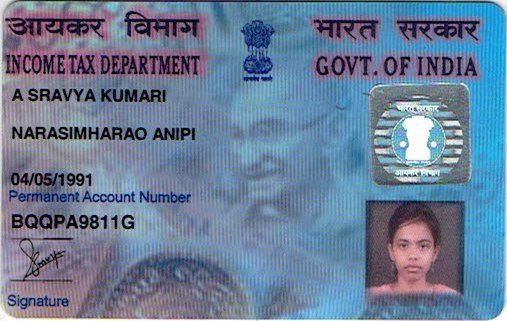 आयकर विभाग
INCOME TAX DEPARTMENT
भारत सरकार
GOVT. OF INDIA
A SRAVYA KUMARI
NARASIMHARAO ANIPI
04/05/1991
Permanent Account Number
BQQPA9811G
Sravya
Signature
भारत सरकार
आयकर विभाग